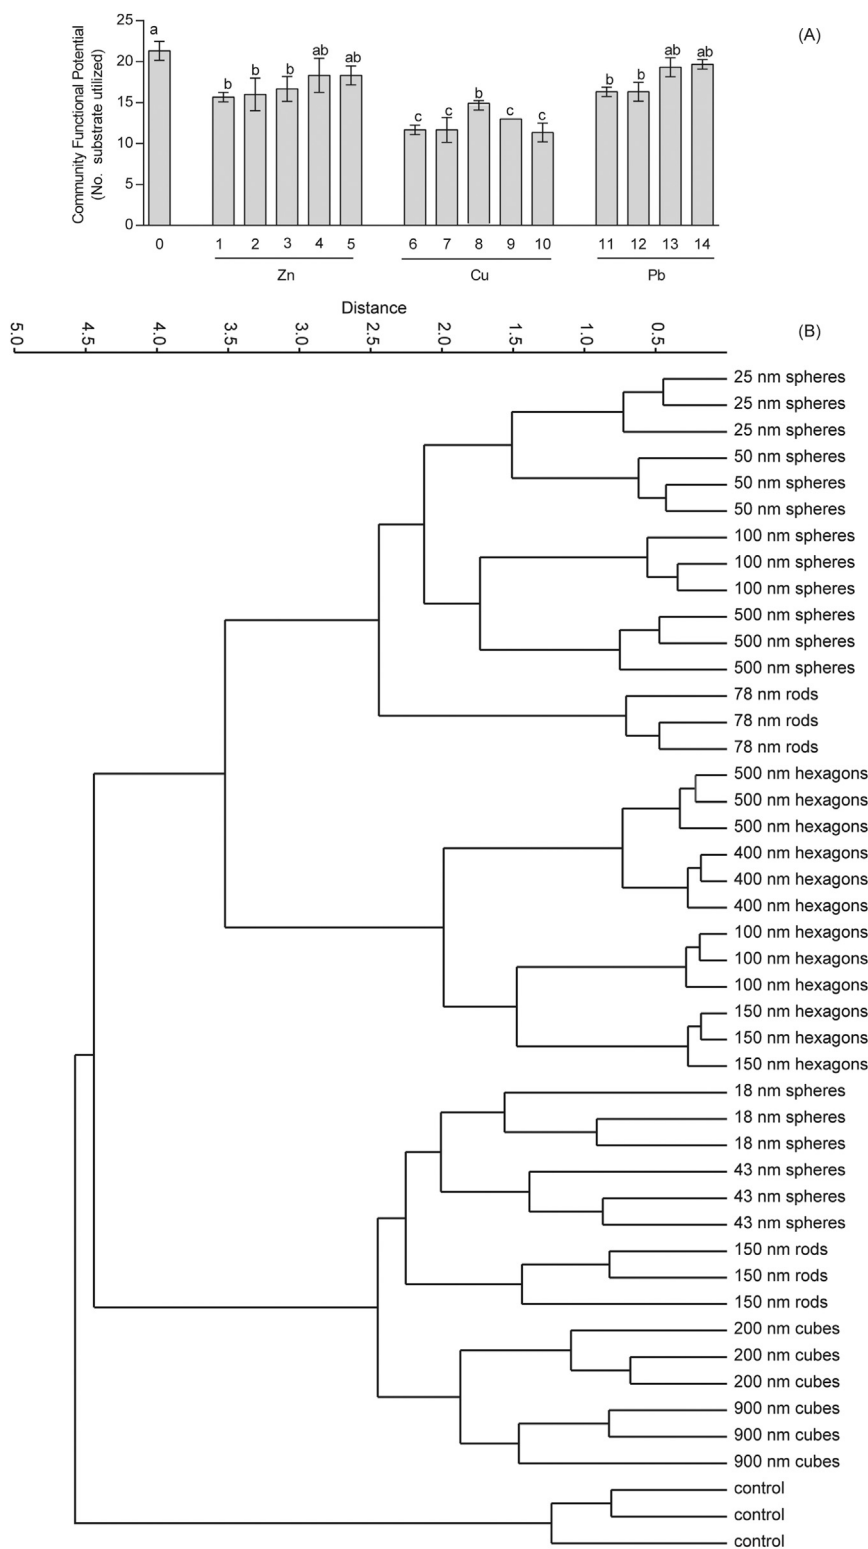 (A)
Community Functional Potential
(No. substrate utilized)
25
20
15
10
5
0
a
b
b
b
ab
ab
c
c
b
c
c
b
b
ab
ab
0 1 2 3 4 5 6 7 8 9 10 11 12 13 14
Zn Cu Pb
Distance
(B)
5.0 4.5 4.0 3.5 3.0 2.5 2.0 1.5 1.0 0.5
25 nm spheres
25 nm spheres
25 nm spheres
50 nm spheres
50 nm spheres
50 nm spheres
100 nm spheres
100 nm spheres
100 nm spheres
500 nm spheres
500 nm spheres
500 nm spheres
78 nm rods
78 nm rods
78 nm rods
500 nm hexagons
500 nm hexagons
500 nm hexagons
400 nm hexagons
400 nm hexagons
400 nm hexagons
100 nm hexagons
100 nm hexagons
100 nm hexagons
150 nm hexagons
150 nm hexagons
150 nm hexagons
18 nm spheres
18 nm spheres
18 nm spheres
43 nm spheres
43 nm spheres
43 nm spheres
150 nm rods
150 nm rods
150 nm rods
200 nm cubes
200 nm cubes
200 nm cubes
900 nm cubes
900 nm cubes
900 nm cubes
control
control
control